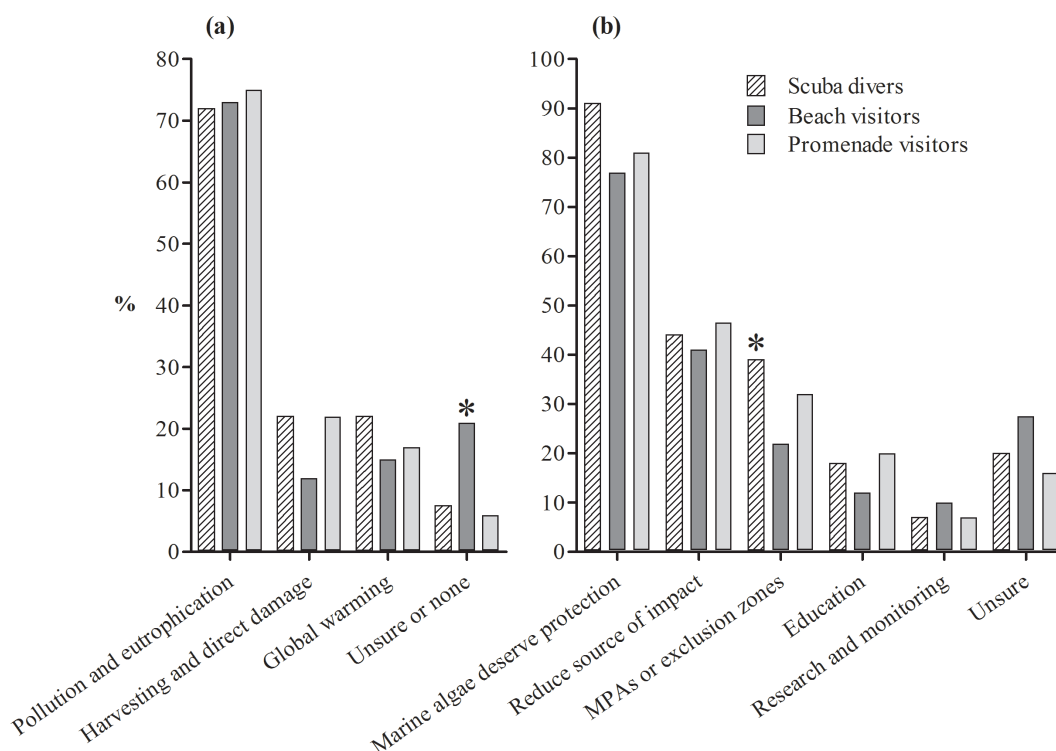 (a)
(b)
80
70
60
50
40
30
20
10
0
%
Pollution and eutrophication
Harvesting and direct damage
Global warming
Unsure or none
*
100
90
80
70
60
50
40
30
20
10
0
Scuba divers
Beach visitors
Promenade visitors
*
Marine algae deserve protection
Reduce source of impact
MPAs or exclusion zones
Education
Research and monitoring
Unsure